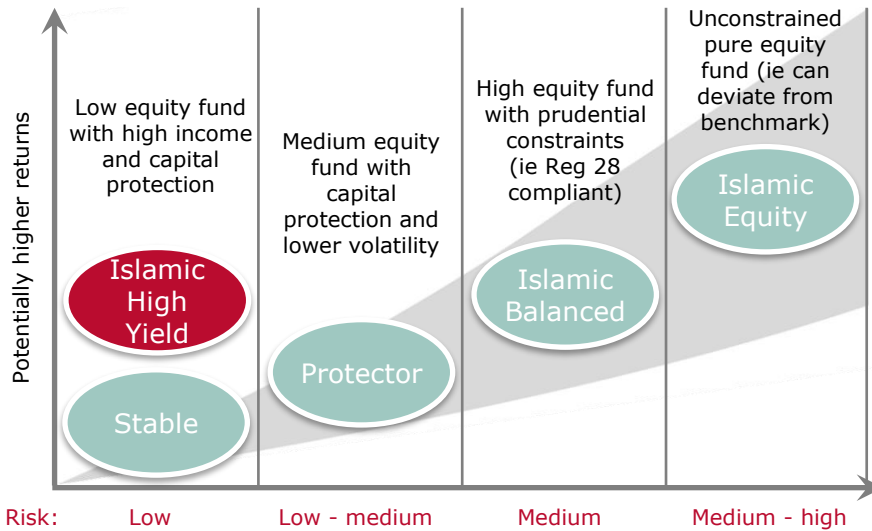 Potentially higher returns
Low equity fund
with high income
and capital
protection
Islamic
High
Yield
Stable
Medium equity
fund with
capital
protection and
lower volatility
Protector
High equity fund
with prudential
constraints
(ie Reg 28
compliant)
Islamic
Balanced
Unconstrained
pure equity
fund (ie can
deviate from
benchmark)
Islamic
Equity
Risk: Low Low - medium Medium Medium - high